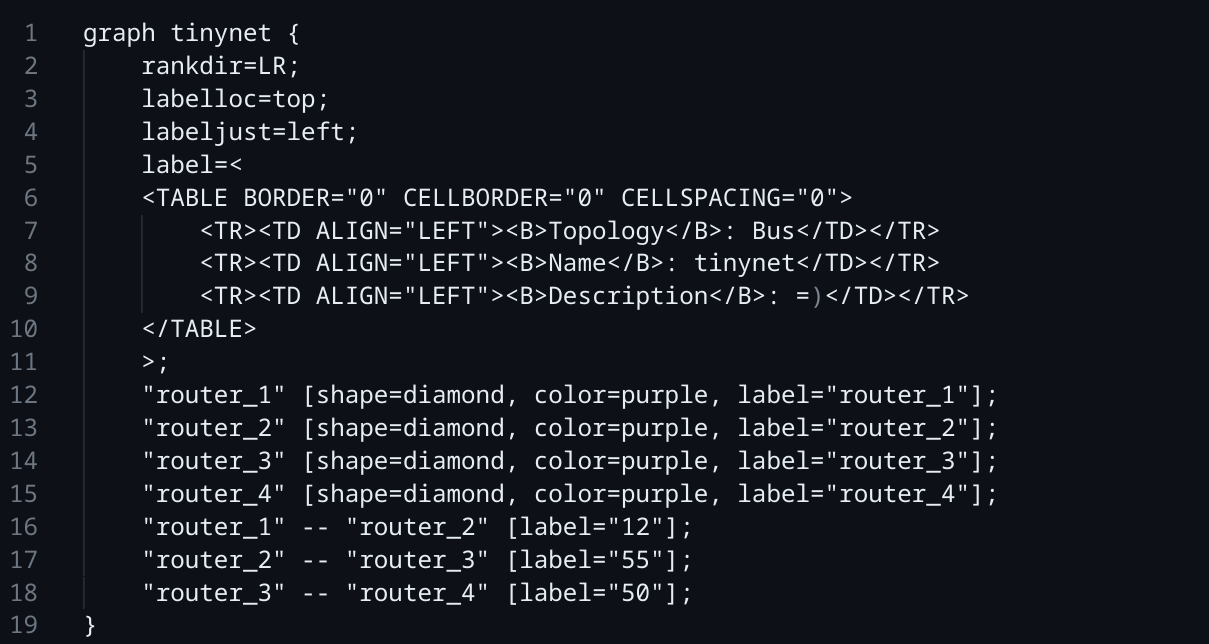 1 graph tinynet {
2     rankdir=LR;
3     labelloc=top;
4     labeljust=left;
5     label=<
6     <TABLE BORDER="0" CELLBORDER="0" CELLSPACING="0">
7         <TR><TD ALIGN="LEFT"><B>Topology</B>: Bus</TD></TR>
8         <TR><TD ALIGN="LEFT"><B>Name</B>: tinynet</TD></TR>
9         <TR><TD ALIGN="LEFT"><B>Description</B>: =)</TD></TR>
10     </TABLE>
11     >;
12     "router_1" [shape=diamond, color=purple, label="router_1"];
13     "router_2" [shape=diamond, color=purple, label="router_2"];
14     "router_3" [shape=diamond, color=purple, label="router_3"];
15     "router_4" [shape=diamond, color=purple, label="router_4"];
16     "router_1" -- "router_2" [label="12"];
17     "router_2" -- "router_3" [label="55"];
18     "router_3" -- "router_4" [label="50"];
19 }